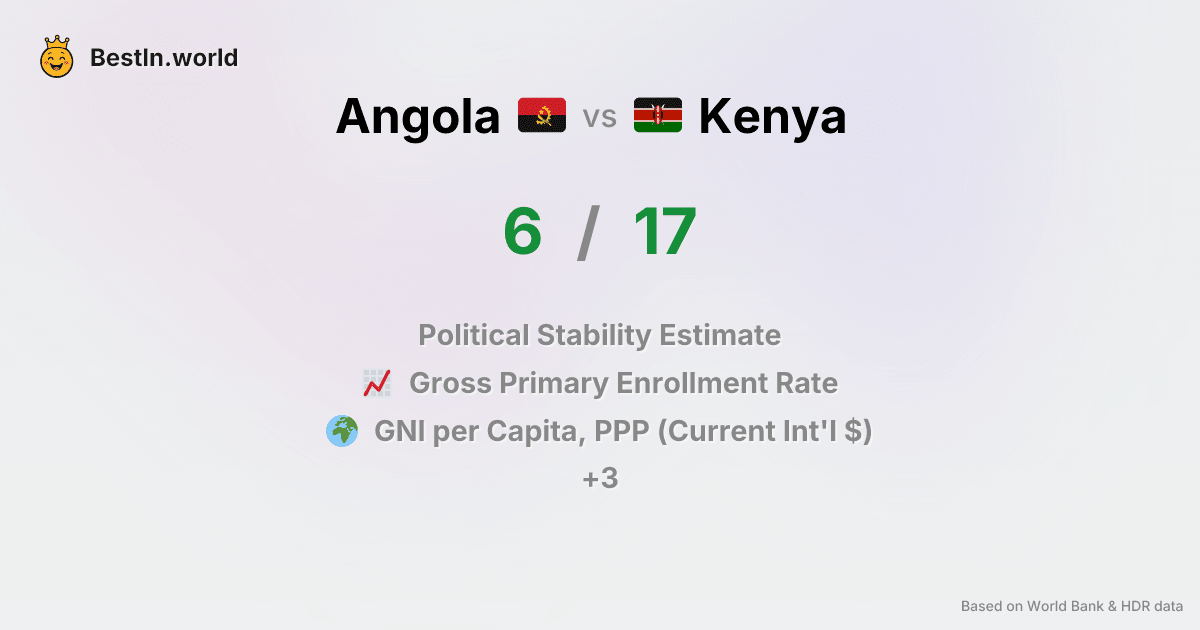 BestIn.world
Angola vs Kenya
6 / 17
Political Stability Estimate
Gross Primary Enrollment Rate
GNI per Capita, PPP (Current Int'l $)
+3
Based on World Bank & HDR data